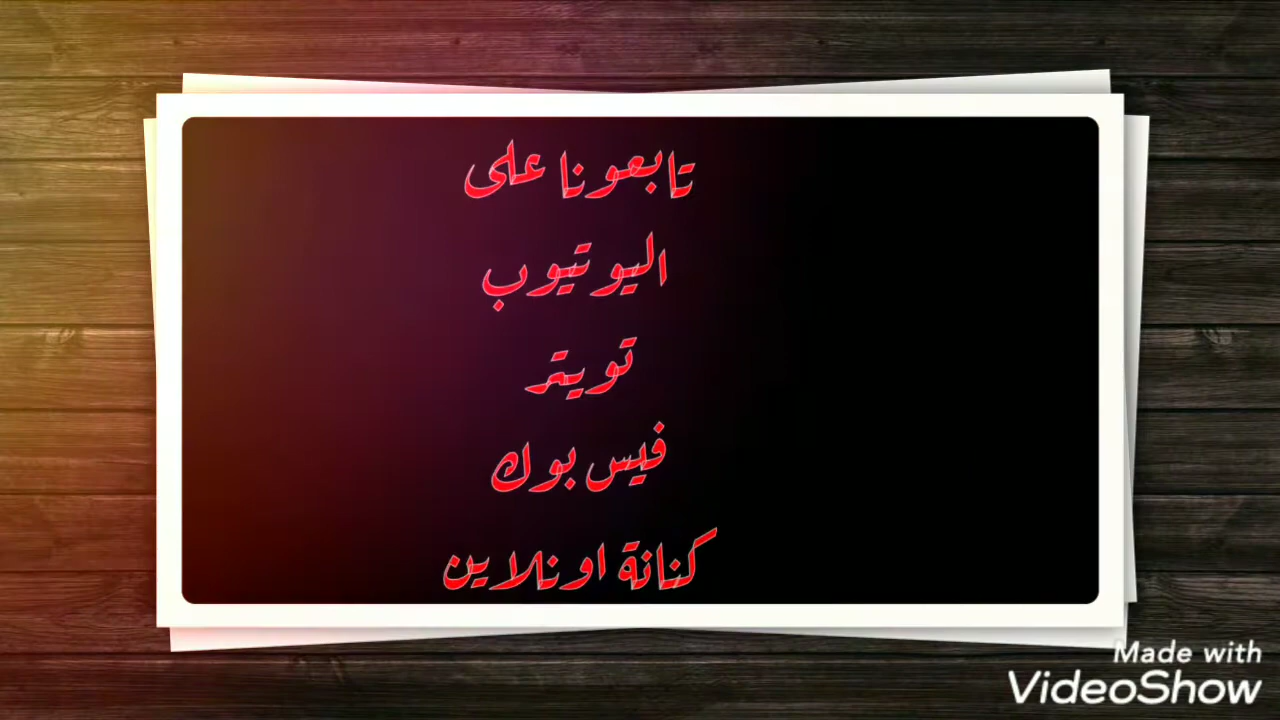 تابعونا على
اليوتيوب
تويتر
فيس بوك
كنانة اونلاين
Made with
VideoShow